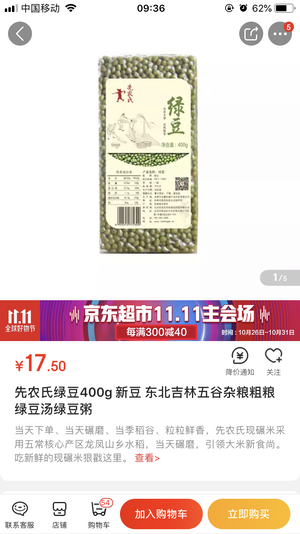 中国移动
09:36
62%
5
先农氏
绿豆
净含量:400g
1/5
11.11
全球好物节
京东超市11.11主会场
每满300减40
时间:10月26日-10月31日
¥17.50
降价通知
关注
先农氏绿豆400g 新豆 东北吉林五谷杂粮粗粮
绿豆汤绿豆粥
当天下单、当天碾磨、当季稻谷、粒粒鲜香，先农氏现碾米采
用五常核心产区龙凤山乡水稻，当天碾磨，引领大米新食尚。
吃新鲜的现碾米狠戳这里。 查看>
联系客服
店铺
54
购物车
加入购物车
立即购买